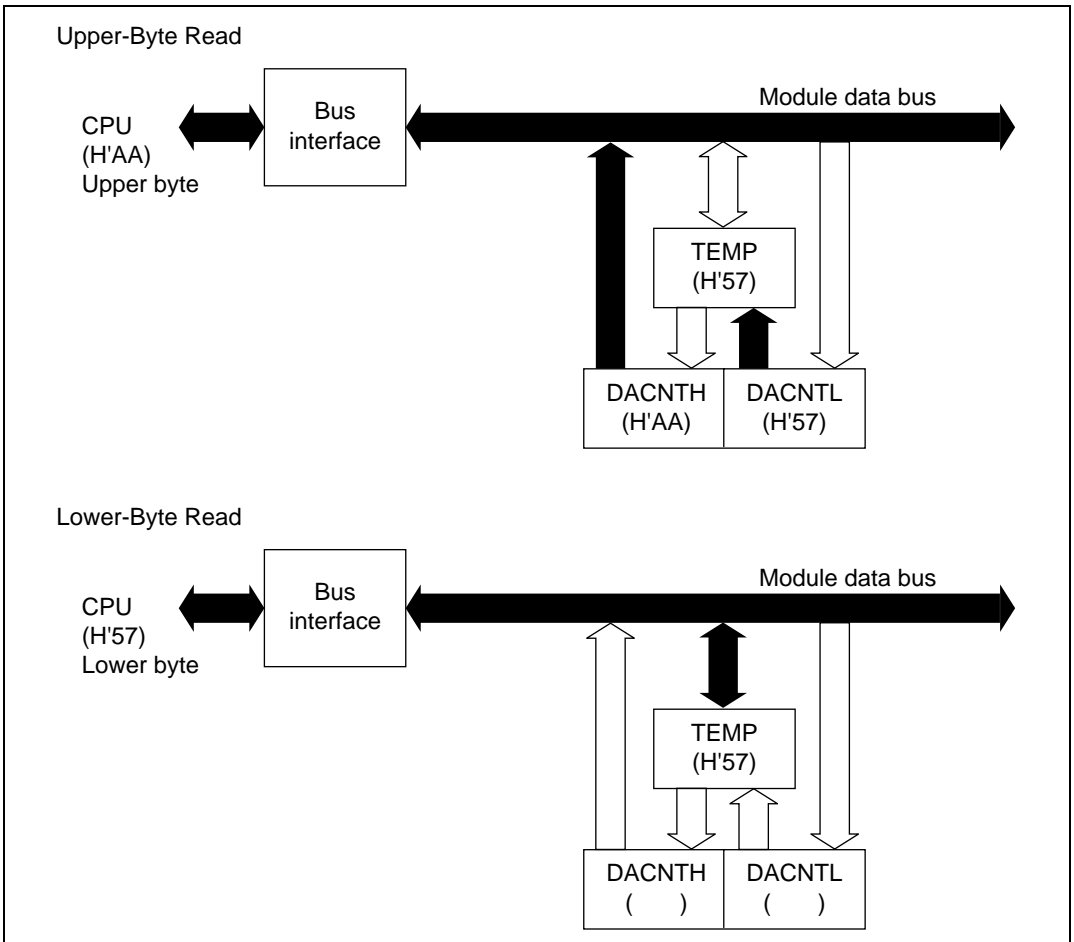 Upper-Byte Read
CPU
(H'AA)
Upper byte
Bus
interface
Module data bus
TEMP
(H'57)
DACNTH
(H'AA)
DACNTL
(H'57)
Lower-Byte Read
CPU
(H'57)
Lower byte
Bus
interface
Module data bus
TEMP
(H'57)
DACNTH
(    )
DACNTL
(    )